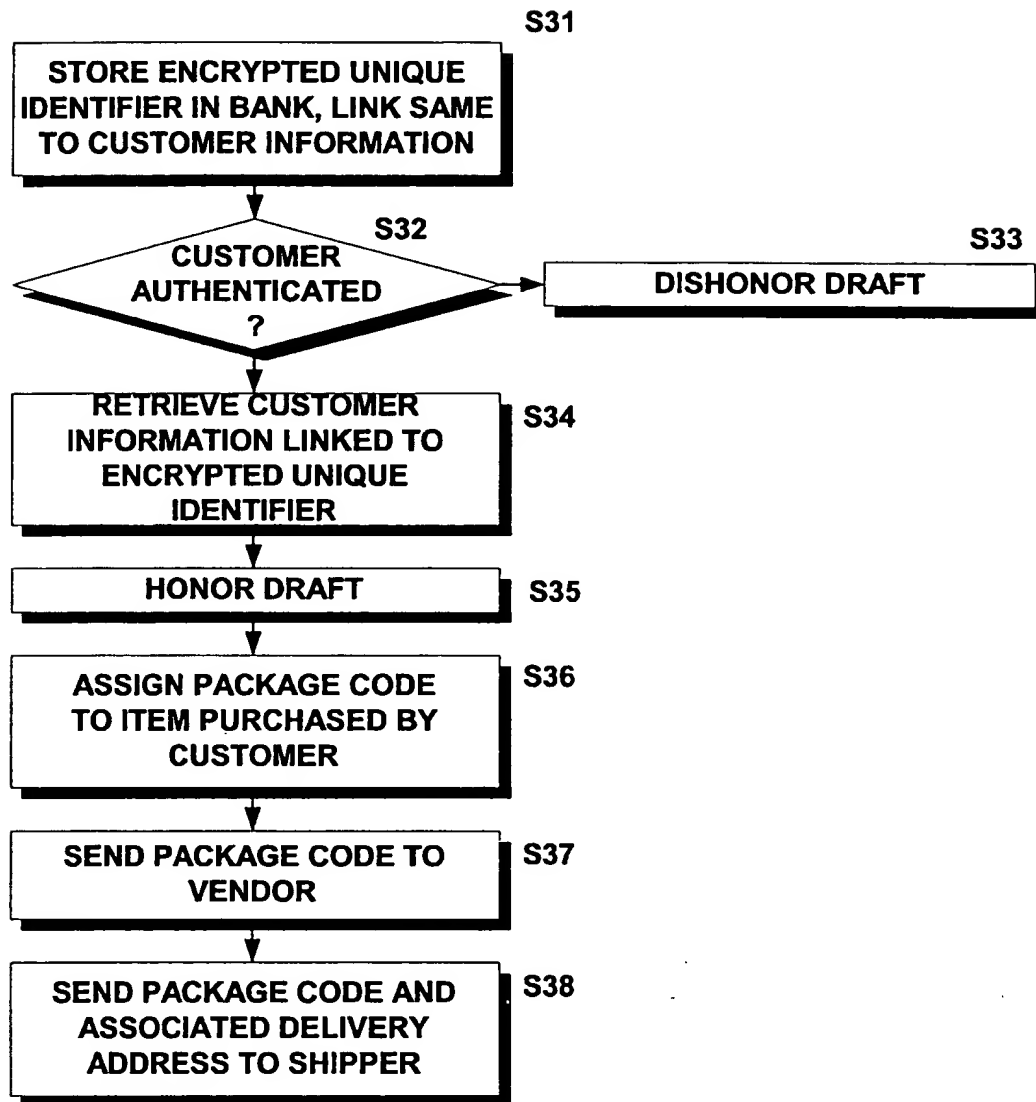 S31
STORE ENCRYPTED UNIQUE
IDENTIFIER IN BANK, LINK SAME
TO CUSTOMER INFORMATION
S32
CUSTOMER
AUTHENTICATED
?
S33
DISHONOR DRAFT
RETRIEVE CUSTOMER
INFORMATION LINKED TO
ENCRYPTED UNIQUE
IDENTIFIER
S34
HONOR DRAFT
S35
ASSIGN PACKAGE CODE
TO ITEM PURCHASED BY
CUSTOMER
S36
SEND PACKAGE CODE TO
VENDOR
S37
SEND PACKAGE CODE AND
ASSOCIATED DELIVERY
ADDRESS TO SHIPPER
S38